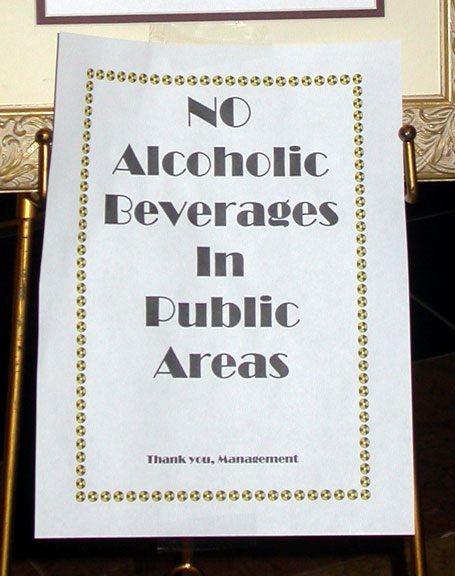 NO
Alcoholic
Beverages
In
Public
Areas
Thank you, Management